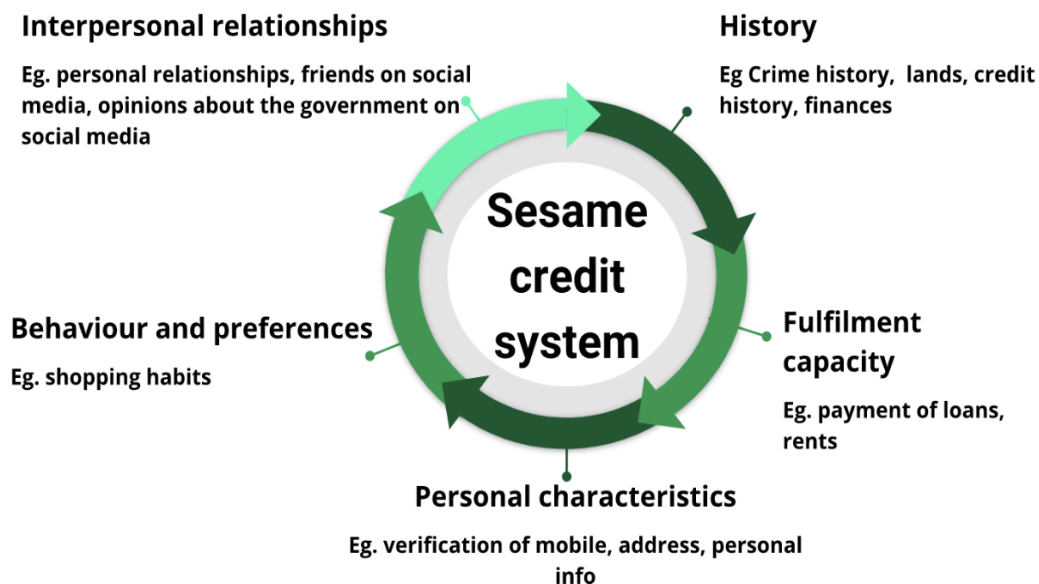 Interpersonal relationships
Eg. personal relationships, friends on social
media, opinions about the government on
social media
History
Eg Crime history, lands, credit
history, finances
Sesame
credit
system
Fulfilment
capacity
Eg. payment of loans,
rents
Behaviour and preferences
Eg. shopping habits
Personal characteristics
Eg. verification of mobile, address, personal
info